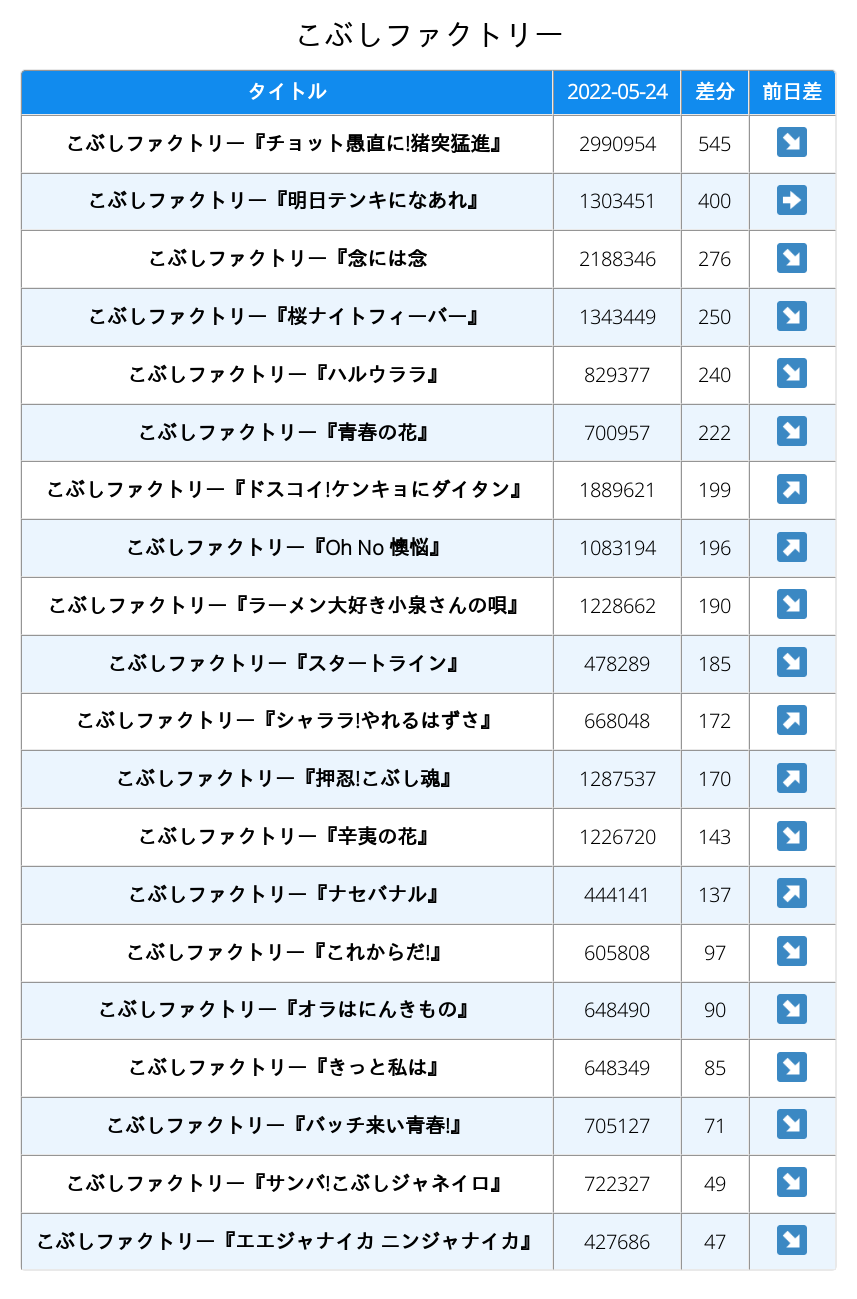 こぶしファクトリー
タイトル 2022-05-24 差分 前日差
こぶしファクトリー『チョット愚直に!猪突猛進』 2990954 545 ↘
こぶしファクトリー『明日テンキになあれ』 1303451 400 ➡
こぶしファクトリー『念には念 2188346 276 ↘
こぶしファクトリー『桜ナイトフィーバー』 1343449 250 ↘
こぶしファクトリー『ハルウララ』 829377 240 ↘
こぶしファクトリー『青春の花』 700957 222 ↘
こぶしファクトリー『ドスコイ!ケンキョにダイタン』 1889621 199 ↗
こぶしファクトリー『Oh No 懊悩』 1083194 196 ↗
こぶしファクトリー『ラーメン大好き小泉さんの唄』 1228662 190 ↘
こぶしファクトリー『スタートライン』 478289 185 ↘
こぶしファクトリー『シャララ!やれるはずさ』 668048 172 ↗
こぶしファクトリー『押忍!こぶし魂』 1287537 170 ↗
こぶしファクトリー『辛夷の花』 1226720 143 ↘
こぶしファクトリー『ナセバナル』 444141 137 ↗
こぶしファクトリー『これからだ!』 605808 97 ↘
こぶしファクトリー『オラはにんきもの』 648490 90 ↘
こぶしファクトリー『きっと私は』 648349 85 ↘
こぶしファクトリー『バッチ来い青春!』 705127 71 ↘
こぶしファクトリー『サンバ!こぶしジャネイロ』 722327 49 ↘
こぶしファクトリー『エエジャナイカ ニンジャナイカ』 427686 47 ↘